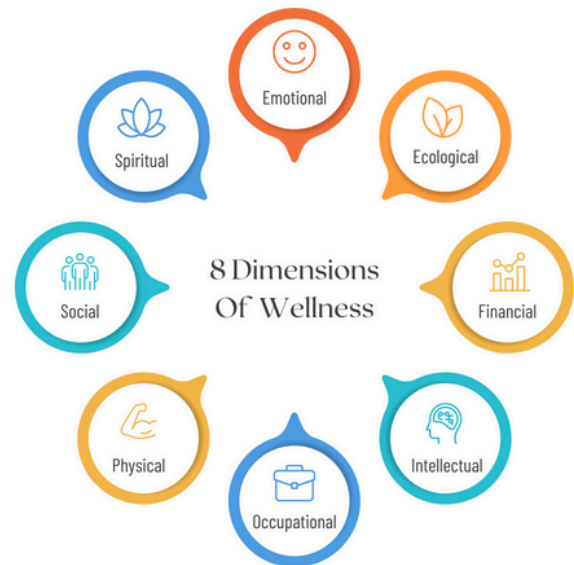 8 Dimensions
Of Wellness
Emotional
Ecological
Financial
Intellectual
Occupational
Physical
Social
Spiritual